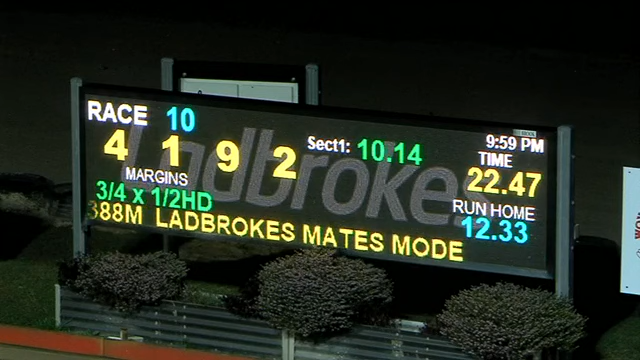 RACE 10
9:59 PM
4 1 9 2
Sect1: 10.14
TIME
22.47
MARGINS
3/4 x 1/2HD
RUN HOME
12.33
388M LADBROKES MATES MODE
Ladbrokes